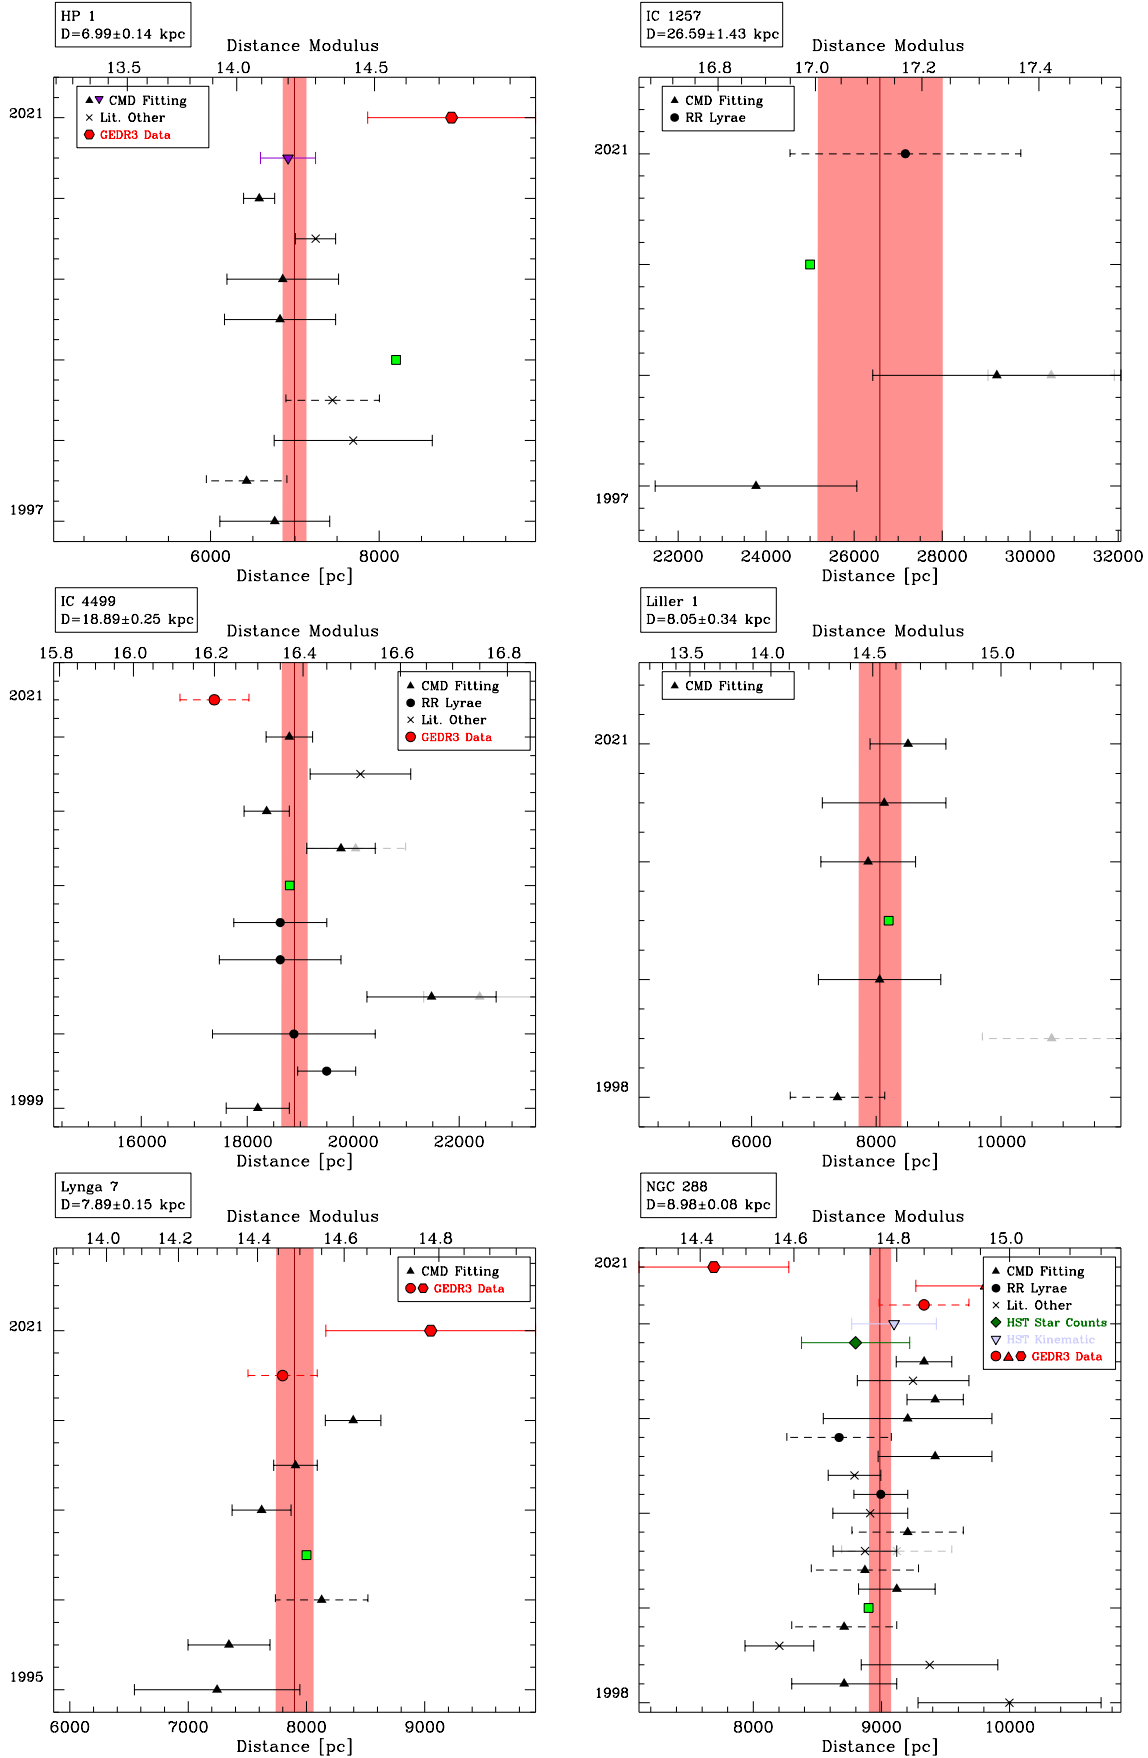 HP 1
D=6.99±0.14 kpc
Distance Modulus
13.5 14.0 14.5
2021
CMD Fitting
Lit. Other
GEDR3 Data
1997
6000 8000
Distance [pc]
IC 1257
D=26.59±1.43 kpc
Distance Modulus
16.8 17.0 17.2 17.4
CMD Fitting
RR Lyrae
2021
1997
22000 24000 26000 28000 30000 32000
Distance [pc]
IC 4499
D=18.89±0.25 kpc
Distance Modulus
15.8 16.0 16.2 16.4 16.6 16.8
2021
CMD Fitting
RR Lyrae
Lit. Other
GEDR3 Data
1999
16000 18000 20000 22000
Distance [pc]
Liller 1
D=8.05±0.34 kpc
Distance Modulus
13.5 14.0 14.5 15.0
CMD Fitting
2021
1998
6000 8000 10000
Distance [pc]
Lynga 7
D=7.89±0.15 kpc
Distance Modulus
14.0 14.2 14.4 14.6 14.8
CMD Fitting
GEDR3 Data
2021
1995
6000 7000 8000 9000
Distance [pc]
NGC 288
D=8.98±0.08 kpc
Distance Modulus
14.4 14.6 14.8 15.0
2021
CMD Fitting
RR Lyrae
Lit. Other
HST Star Counts
HST Kinematic
GEDR3 Data
1998
8000 9000 10000
Distance [pc]